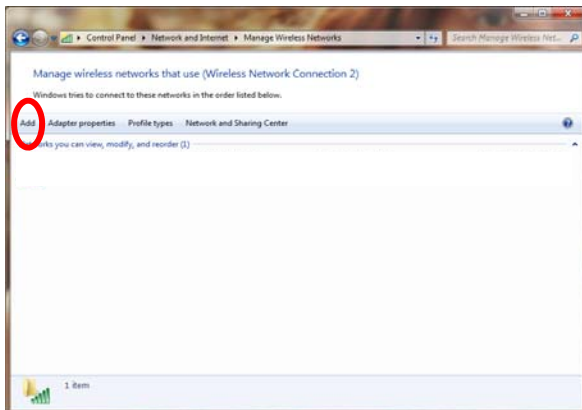 Control Panel ▸ Network and Internet ▸ Manage Wireless Networks
Search Manage Wireless Net...
Manage wireless networks that use (Wireless Network Connection 2)
Windows tries to connect to these networks in the order listed below.
Add Adapter properties Profile types Network and Sharing Center
you can view, modify, and reorder (1)
1 item